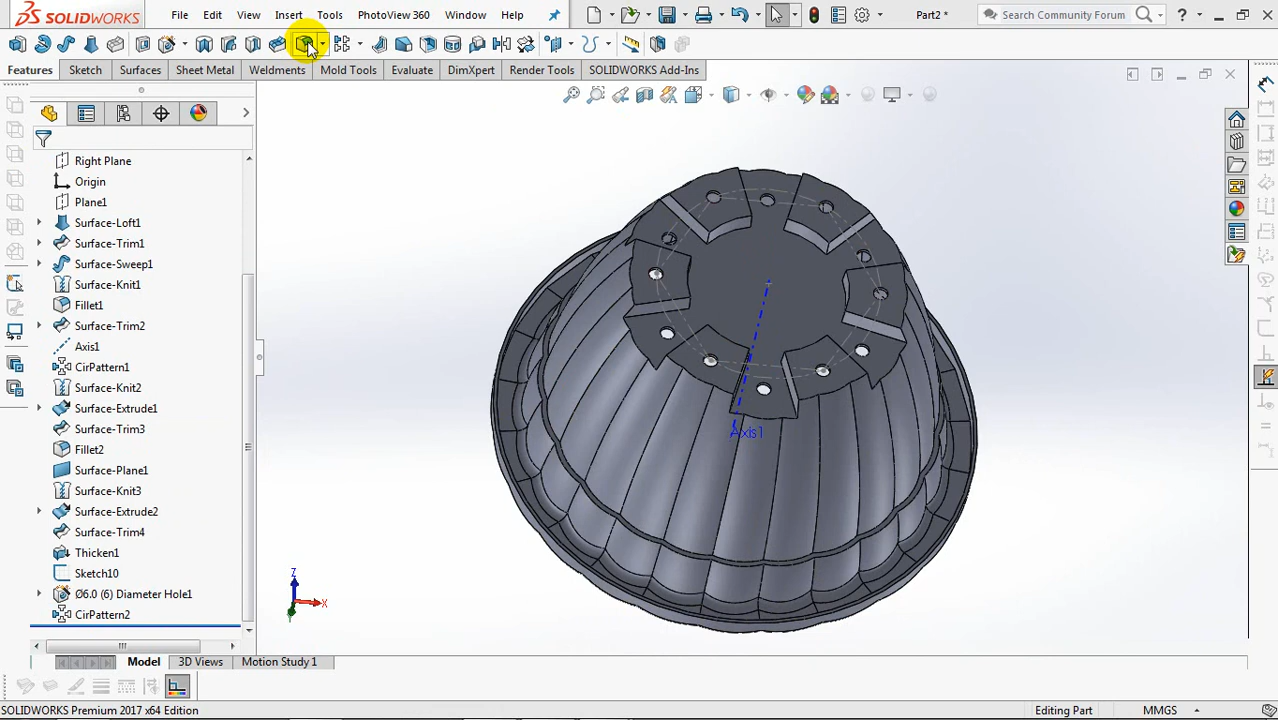 SOLIDWORKS File Edit View Insert Tools PhotoView 360 Window Help Part2 * Search Community Forum ?
Features Sketch Surfaces Sheet Metal Weldments Mold Tools Evaluate DimXpert Render Tools SOLIDWORKS Add-Ins
Right Plane
Origin
Plane1
Surface-Loft1
Surface-Trim1
Surface-Sweep1
Surface-Knit1
Fillet1
Surface-Trim2
Axis1
CirPattern1
Surface-Knit2
Surface-Extrude1
Surface-Trim3
Fillet2
Surface-Plane1
Surface-Knit3
Surface-Extrude2
Surface-Trim4
Thicken1
Sketch10
Ø6.0 (6) Diameter Hole1
CirPattern2
Axis1
Z
X
Model 3D Views Motion Study 1
SOLIDWORKS Premium 2017 x64 Edition Editing Part MMGS